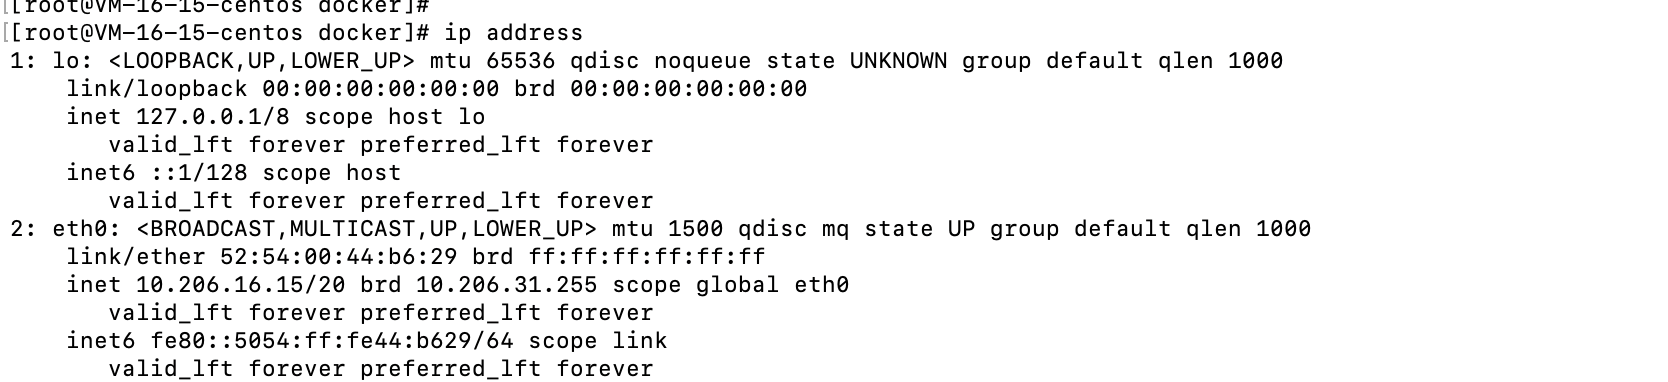 [[root@VM-16-15-centos docker]#
[[root@VM-16-15-centos docker]# ip address
1: lo: <LOOPBACK,UP,LOWER_UP> mtu 65536 qdisc noqueue state UNKNOWN group default qlen 1000
    link/loopback 00:00:00:00:00:00 brd 00:00:00:00:00:00
    inet 127.0.0.1/8 scope host lo
       valid_lft forever preferred_lft forever
    inet6 ::1/128 scope host
       valid_lft forever preferred_lft forever
2: eth0: <BROADCAST,MULTICAST,UP,LOWER_UP> mtu 1500 qdisc mq state UP group default qlen 1000
    link/ether 52:54:00:44:b6:29 brd ff:ff:ff:ff:ff:ff
    inet 10.206.16.15/20 brd 10.206.31.255 scope global eth0
       valid_lft forever preferred_lft forever
    inet6 fe80::5054:ff:fe44:b629/64 scope link
       valid_lft forever preferred_lft forever